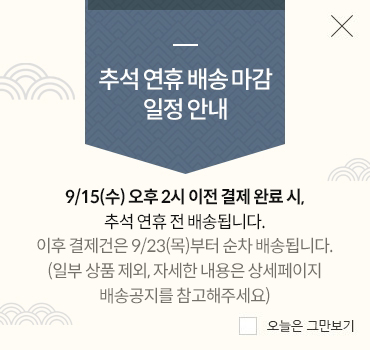 추석 연휴 배송 마감
일정 안내
9/15(수) 오후 2시 이전 결제 완료 시,
추석 연휴 전 배송됩니다.
이후 결제건은 9/23(목)부터 순차 배송됩니다.
(일부 상품 제외, 자세한 내용은 상세페이지
배송공지를 참고해주세요)
오늘은 그만보기